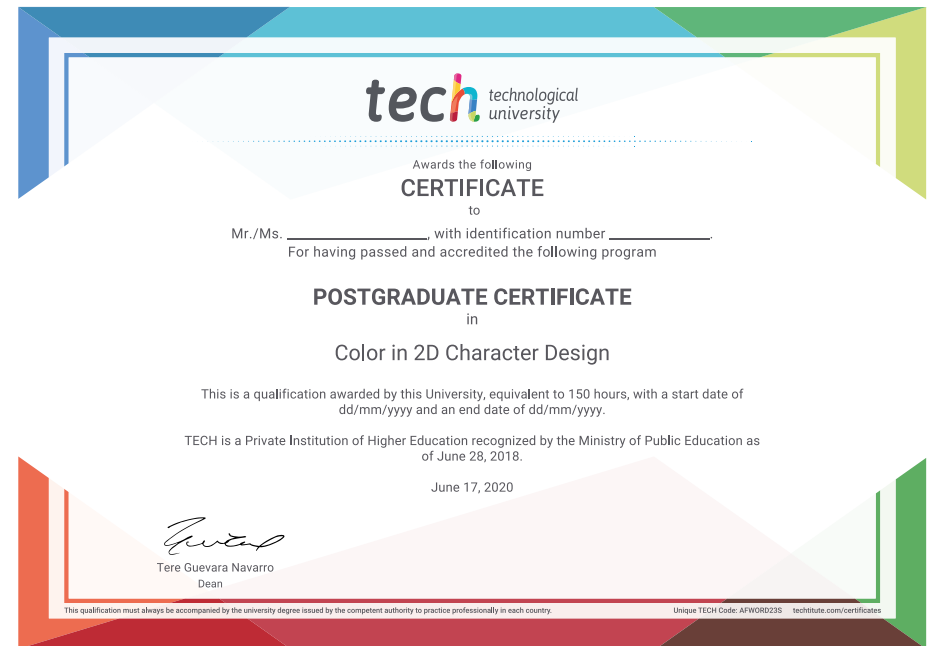 tech technological
university
Awards the following
CERTIFICATE
to
Mr./Ms. ____________________, with identification number ______________.
For having passed and accredited the following program
POSTGRADUATE CERTIFICATE
in
Color in 2D Character Design
This is a qualification awarded by this University, equivalent to 150 hours, with a start date of
dd/mm/yyyy and an end date of dd/mm/yyyy.
TECH is a Private Institution of Higher Education recognized by the Ministry of Public Education as
of June 28, 2018.
June 17, 2020
Tere Guevara Navarro
Dean
This qualification must always be accompanied by the university degree issued by the competent authority to practice professionally in each country. Unique TECH Code: AFWORD23S techtitute.com/certificates